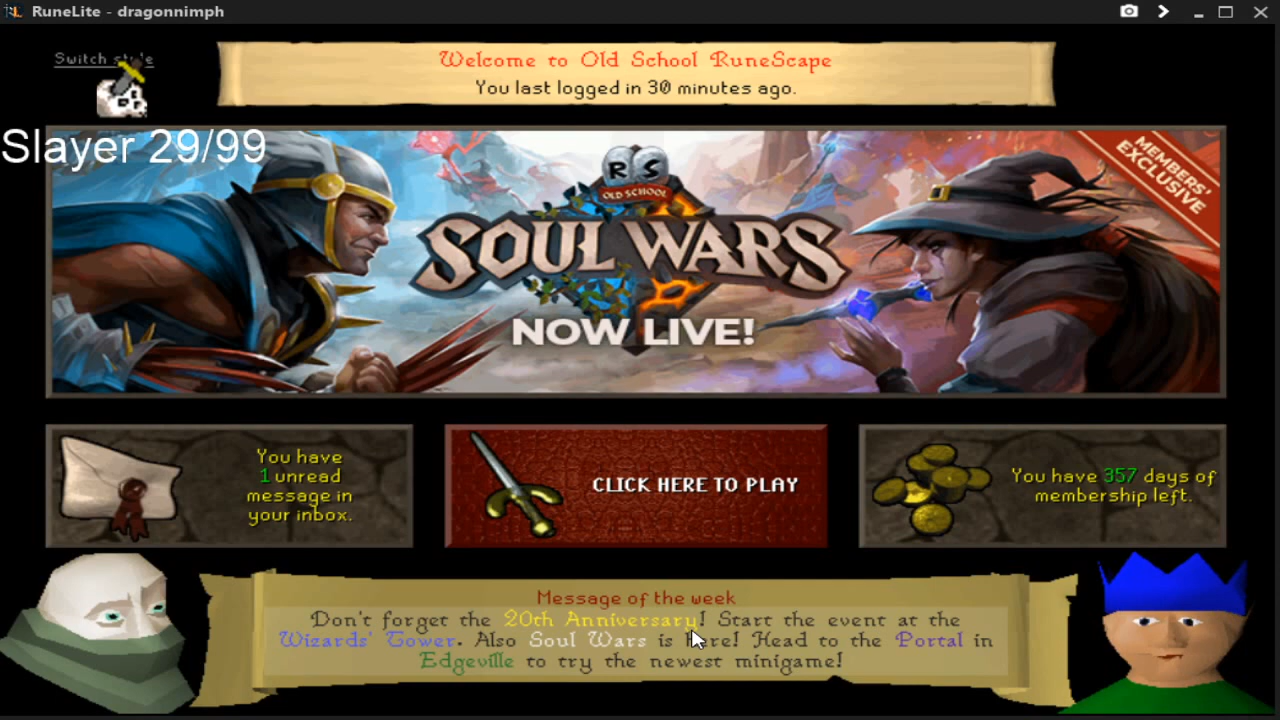 RuneLite - dragonnimph
Switch style
Welcome to Old School RuneScape
You last logged in 30 minutes ago.
Slayer 29/99
MEMBERS'
EXCLUSIVE
RS
OLD SCHOOL
SOUL WARS
NOW LIVE!
You have
1 unread
message in
your inbox.
CLICK HERE TO PLAY
You have 357 days of
membership left.
Message of the week
Don't forget the 20th Anniversary! Start the event at the
Wizards' Tower. Also Soul Wars is here! Head to the Portal in
Edgeville to try the newest minigame!